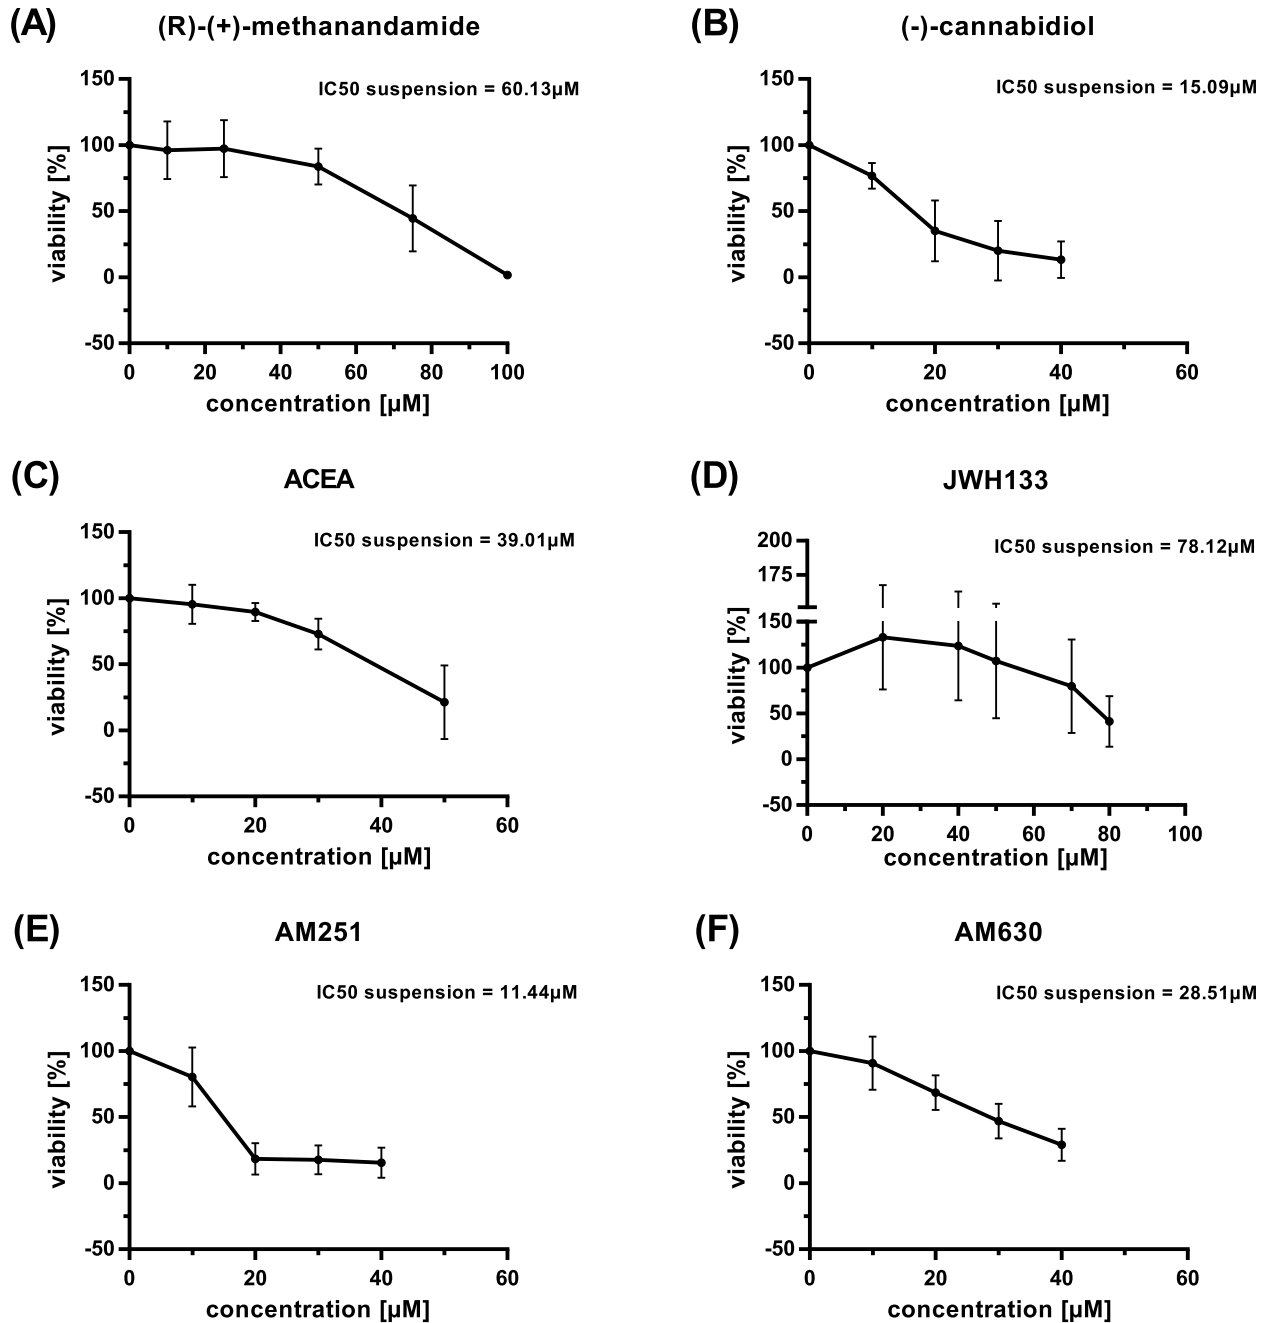 (A)
(R)-(+)-methanandamide
IC50 suspension = 60.13µM
viability [%]
150
100
50
0
-50
0 20 40 60 80 100
concentration [µM]
(B)
(-)-cannabidiol
IC50 suspension = 15.09µM
viability [%]
150
100
50
0
-50
0 20 40 60
concentration [µM]
(C)
ACEA
IC50 suspension = 39.01µM
viability [%]
150
100
50
0
-50
0 20 40 60
concentration [µM]
(D)
JWH133
IC50 suspension = 78.12µM
viability [%]
200
175
150
100
50
0
-50
0 20 40 60 80 100
concentration [µM]
(E)
AM251
IC50 suspension = 11.44µM
viability [%]
150
100
50
0
-50
0 20 40 60
concentration [µM]
(F)
AM630
IC50 suspension = 28.51µM
viability [%]
150
100
50
0
-50
0 20 40 60
concentration [µM]